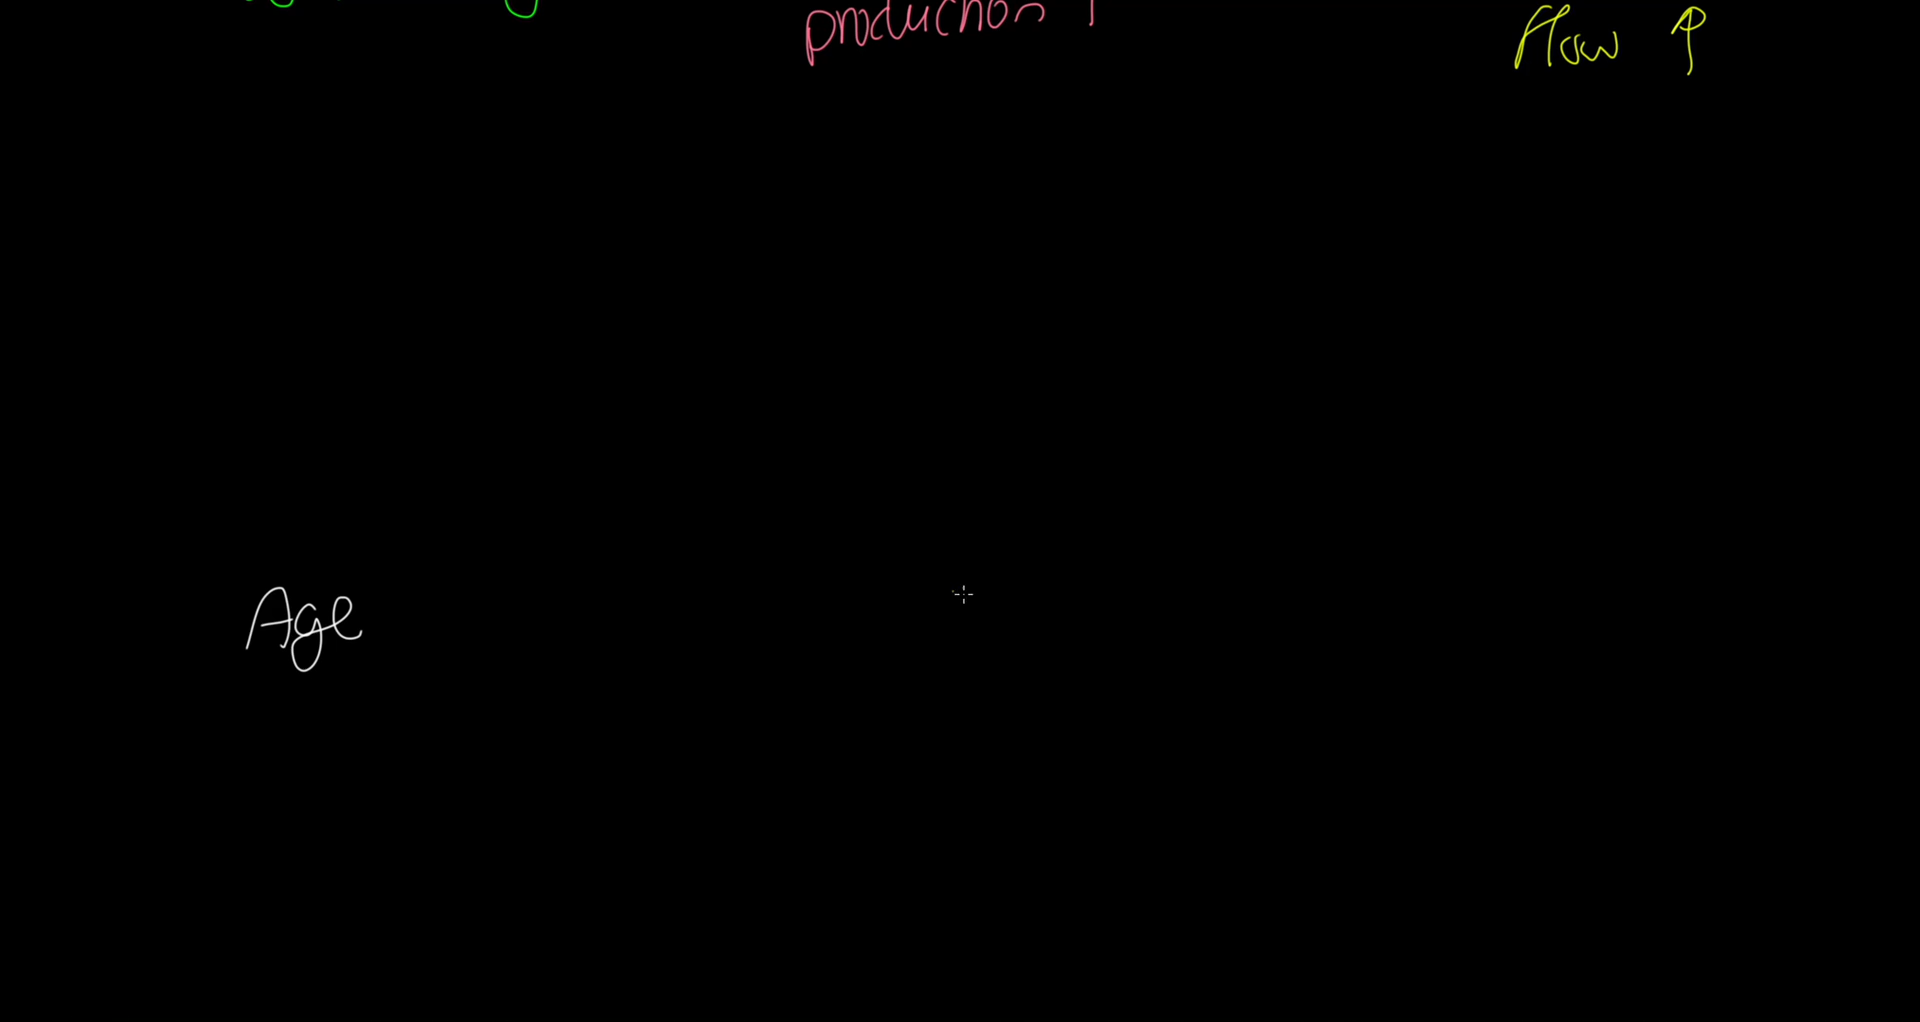 production ↑
flow ↑
Age